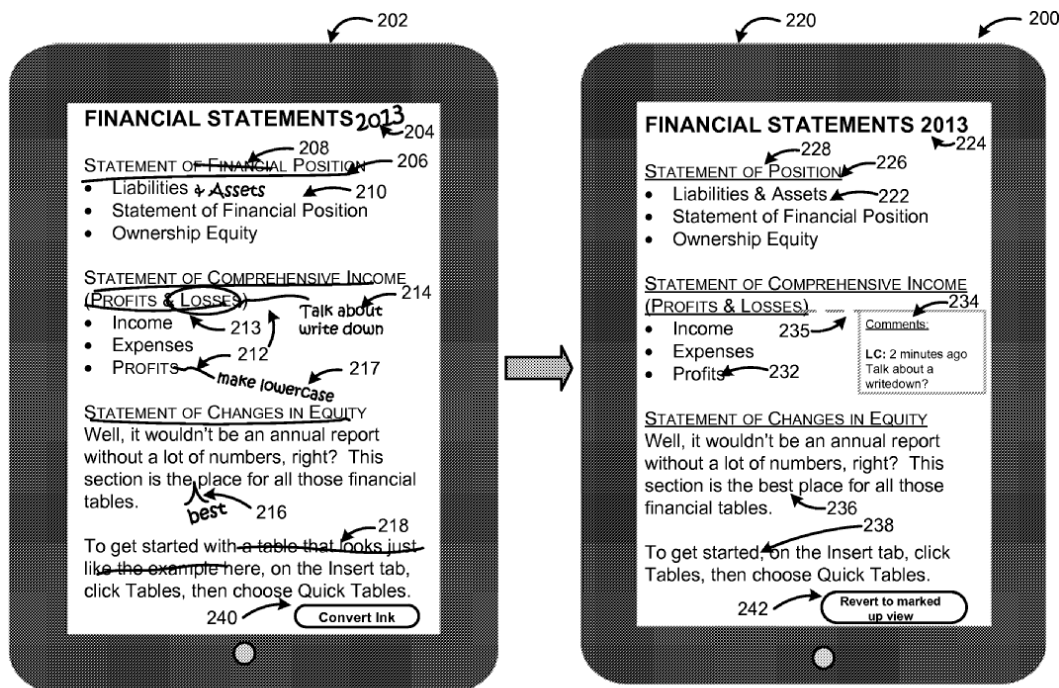 202
220
200
FINANCIAL STATEMENTS 2013
204
208
STATEMENT OF FINANCIAL POSITION
206
• Liabilities & Assets
210
• Statement of Financial Position
• Ownership Equity
STATEMENT OF COMPREHENSIVE INCOME
(PROFITS & LOSSES)
214
Talk about
write down
• Income
213
• Expenses
212
• PROFITS
217
make lowercase
STATEMENT OF CHANGES IN EQUITY
Well, it wouldn't be an annual report
without a lot of numbers, right? This
section is the place for all those financial
tables.
best
216
218
To get started with a table that looks just
like the example here, on the Insert tab,
click Tables, then choose Quick Tables.
240
Convert Ink
FINANCIAL STATEMENTS 2013
224
228
STATEMENT OF POSITION
226
• Liabilities & Assets
222
• Statement of Financial Position
• Ownership Equity
STATEMENT OF COMPREHENSIVE INCOME
(PROFITS & LOSSES)
234
• Income
235
• Expenses
• Profits
232
Comments:
LC: 2 minutes ago
Talk about a
writedown?
STATEMENT OF CHANGES IN EQUITY
Well, it wouldn't be an annual report
without a lot of numbers, right? This
section is the best place for all those
financial tables.
236
238
To get started, on the Insert tab, click
Tables, then choose Quick Tables.
242
Revert to marked
up view